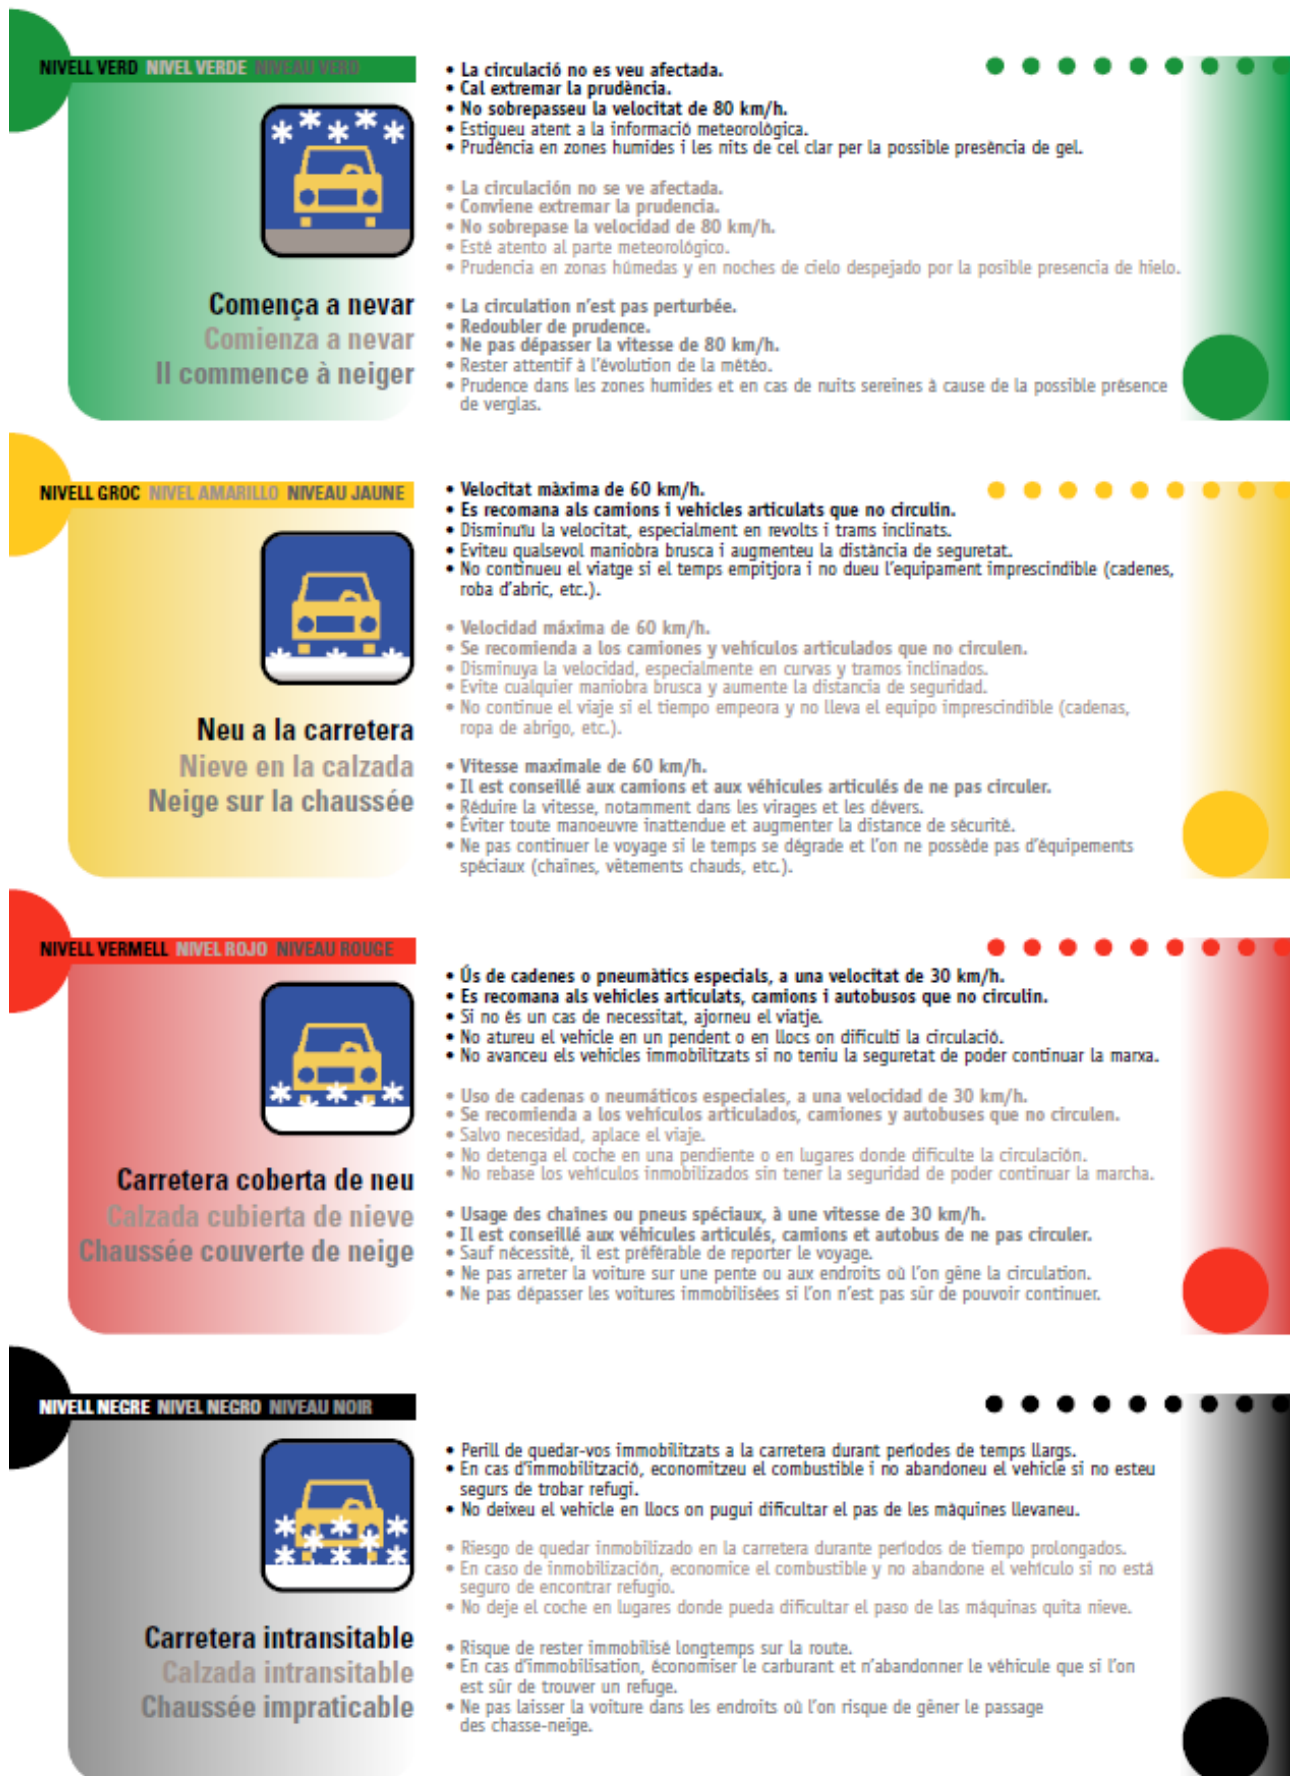 NIVELL VERD NIVEL VERDE NIVEAU VERD
• La circulació no es veu afectada.
• Cal extremar la prudència.
• No sobrepasseu la velocitat de 80 km/h.
• Estigueu atent a la informació meteorològica.
• Prudència en zones humides i les nits de cel clar per la possible presència de gel.
• La circulación no se ve afectada.
• Conviene extremar la prudencia.
• No sobrepase la velocidad de 80 km/h.
• Esté atento al parte meteorológico.
• Prudencia en zonas húmedas y en noches de cielo despejado por la posible presencia de hielo.
• La circulation n'est pas perturbée.
• Redoubler de prudence.
• Ne pas dépasser la vitesse de 80 km/h.
• Rester attentif à l'évolution de la météo.
• Prudence dans les zones humides et en cas de nuits sereines à cause de la possible présence
de verglas.
Comença a nevar
Comienza a nevar
Il commence à neiger
NIVELL GROC NIVEL AMARILLO NIVEAU JAUNE
• Velocitat màxima de 60 km/h.
• Es recomana als camions i vehicles articulats que no circulin.
• Disminuïu la velocitat, especialment en revolts i trams inclinats.
• Eviteu qualsevol maniobra brusca i augmenteu la distància de seguretat.
• No continueu el viatge si el temps empitjora i no dueu l'equipament imprescindible (cadenes,
roba d'abric, etc.).
• Velocidad máxima de 60 km/h.
• Se recomienda a los camiones y vehículos articulados que no circulen.
• Disminuya la velocidad, especialmente en curvas y tramos inclinados.
• Evite cualquier maniobra brusca y aumente la distancia de seguridad.
• No continue el viaje si el tiempo empeora y no lleva el equipo imprescindible (cadenas,
ropa de abrigo, etc.).
• Vitesse maximale de 60 km/h.
• Il est conseillé aux camions et aux véhicules articulés de ne pas circuler.
• Réduire la vitesse, notamment dans les virages et les dévers.
• Éviter toute manoeuvre inattendue et augmenter la distance de sécurité.
• Ne pas continuer le voyage si le temps se dégrade et l'on ne possède pas d'équipements
spéciaux (chaînes, vêtements chauds, etc.).
Neu a la carretera
Nieve en la calzada
Neige sur la chaussée
NIVELL VERMELL NIVEL ROJO NIVEAU ROUGE
• Ús de cadenes o pneumàtics especials, a una velocitat de 30 km/h.
• Es recomana als vehicles articulats, camions i autobusos que no circulin.
• Si no és un cas de necessitat, ajorneu el viatje.
• No atureu el vehicle en un pendent o en llocs on dificulti la circulació.
• No avanceu els vehicles immobilitzats si no teniu la seguretat de poder continuar la marxa.
• Uso de cadenas o neumáticos especiales, a una velocidad de 30 km/h.
• Se recomienda a los vehículos articulados, camiones y autobuses que no circulen.
• Salvo necesidad, aplace el viaje.
• No detenga el coche en una pendiente o en lugares donde dificulte la circulación.
• No rebase los vehículos inmobilizados sin tener la seguridad de poder continuar la marcha.
• Usage des chaînes ou pneus spéciaux, à une vitesse de 30 km/h.
• Il est conseillé aux véhicules articulés, camions et autobus de ne pas circuler.
• Sauf nécessité, il est préférable de reporter le voyage.
• Ne pas arreter la voiture sur une pente ou aux endroits où l'on gêne la circulation.
• Ne pas dépasser les voitures immobilisées si l'on n'est pas sûr de pouvoir continuer.
Carretera coberta de neu
Calzada cubierta de nieve
Chaussée couverte de neige
NIVELL NEGRE NIVEL NEGRO NIVEAU NOIR
• Perill de quedar-vos immobilitzats a la carretera durant períodes de temps llargs.
• En cas d'immobilització, economitzeu el combustible i no abandoneu el vehicle si no esteu
segurs de trobar refugi.
• No deixeu el vehicle en llocs on pugui dificultar el pas de les màquines llevaneu.
• Riesgo de quedar inmobilizado en la carretera durante períodos de tiempo prolongados.
• En caso de inmobilización, economice el combustible y no abandone el vehículo si no está
seguro de encontrar refugio.
• No deje el coche en lugares donde pueda dificultar el paso de las máquinas quita nieve.
• Risque de rester immobilisé longtemps sur la route.
• En cas d'immobilisation, économiser le carburant et n'abandonner le véhicule que si l'on
est sûr de trouver un refuge.
• Ne pas laisser la voiture dans les endroits où l'on risque de gêner le passage
des chasse-neige.
Carretera intransitable
Calzada intransitable
Chaussée impraticable